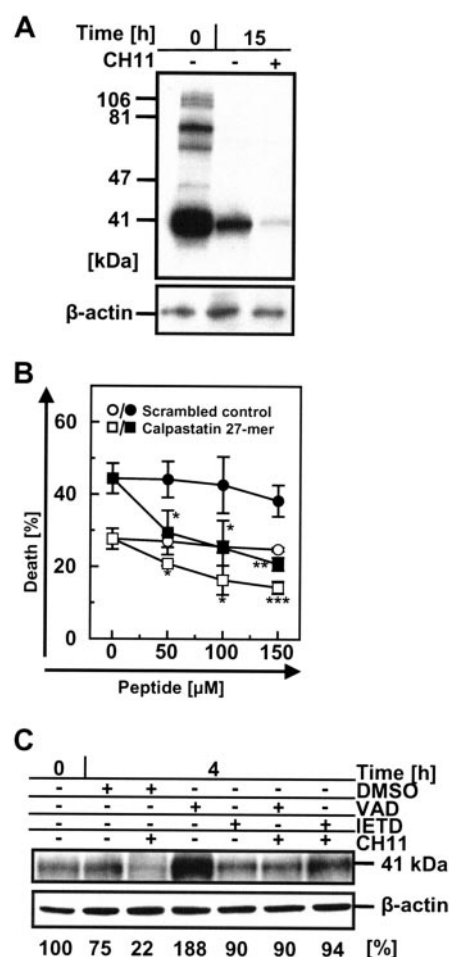 A
Time [h] 0 15
CH11 - - +
106
81
47
41
[kDa]
β-actin
B
60
40
20
0
Death [%]
○/● Scrambled control
□/■ Calpastatin 27-mer
*
*
**
*
*
***
0 50 100 150
Peptide [µM]
C
0 4 Time [h]
- + + - - - - DMSO
- - - + - + - VAD
- - - - + - + IETD
- - + - - + + CH11
41 kDa
β-actin
100 75 22 188 90 90 94 [%]